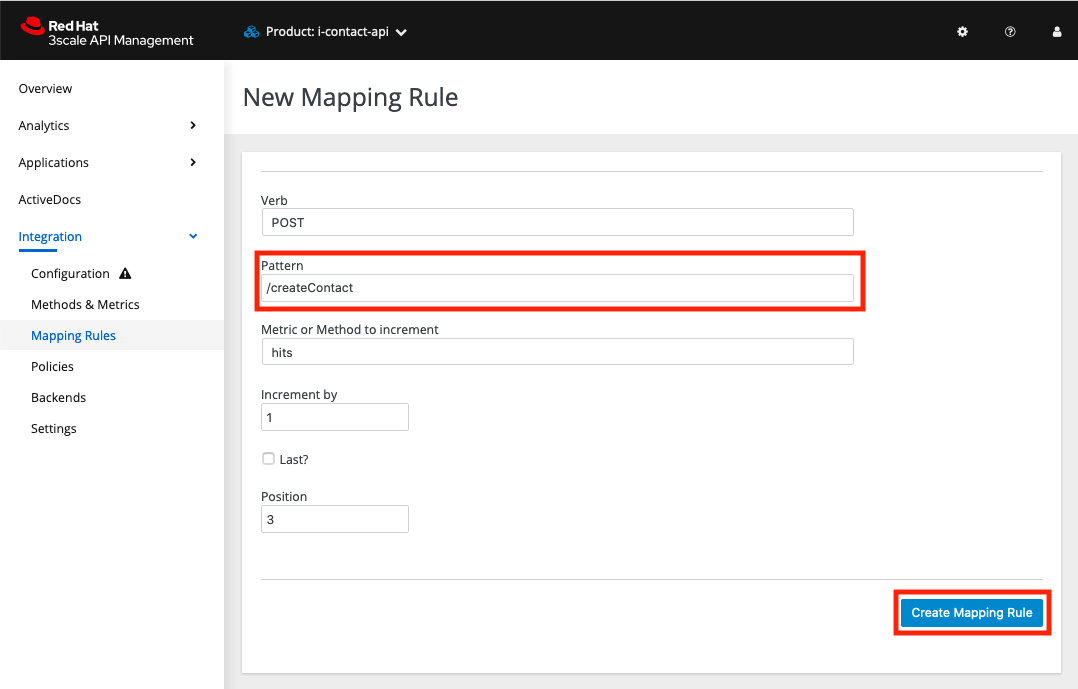 Red Hat
3scale API Management
Product: i-contact-api
Overview
Analytics
Applications
ActiveDocs
Integration
Configuration
Methods & Metrics
Mapping Rules
Policies
Backends
Settings
New Mapping Rule
Verb
POST
Pattern
/createContact
Metric or Method to increment
hits
Increment by
1
Last?
Position
3
Create Mapping Rule